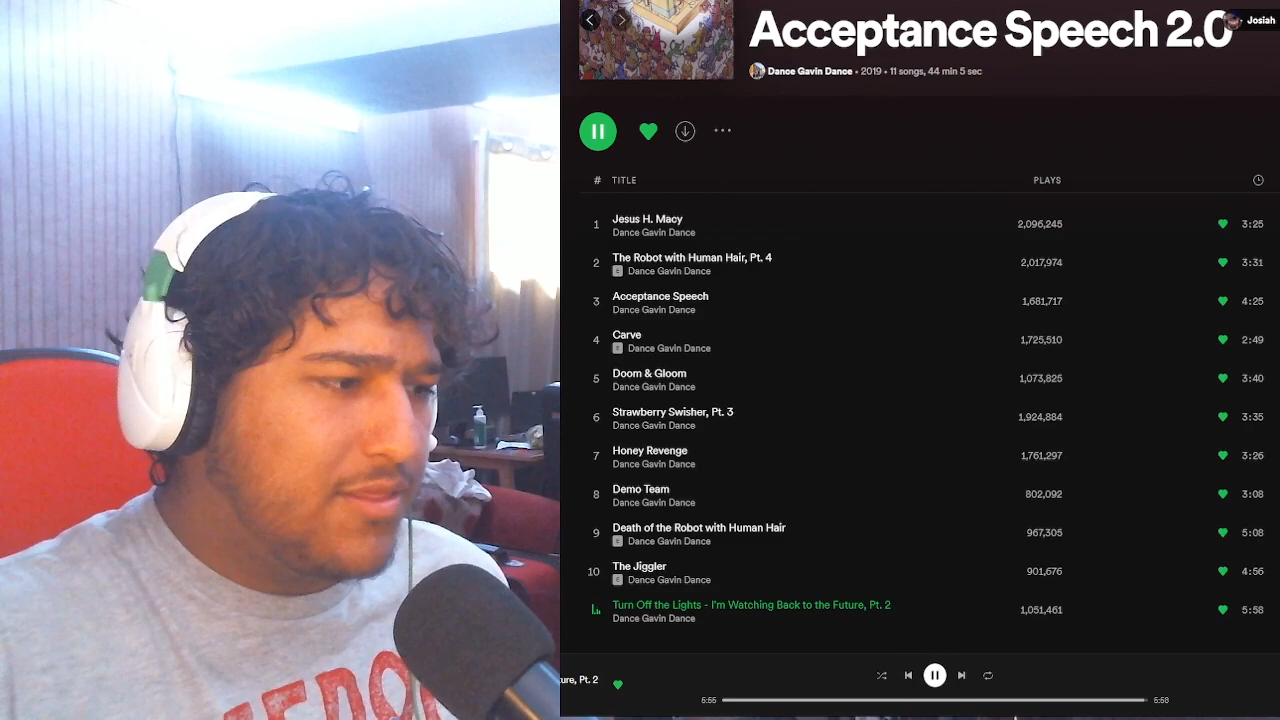 Acceptance Speech 2.0
Josiah
Dance Gavin Dance • 2019 • 11 songs, 44 min 5 sec
# TITLE PLAYS
1 Jesus H. Macy 2,096,245 3:25
Dance Gavin Dance
2 The Robot with Human Hair, Pt. 4 2,017,974 3:31
E Dance Gavin Dance
3 Acceptance Speech 1,681,717 4:25
Dance Gavin Dance
4 Carve 1,725,510 2:49
E Dance Gavin Dance
5 Doom & Gloom 1,073,825 3:40
Dance Gavin Dance
6 Strawberry Swisher, Pt. 3 1,924,884 3:35
Dance Gavin Dance
7 Honey Revenge 1,761,297 3:26
Dance Gavin Dance
8 Demo Team 802,092 3:08
Dance Gavin Dance
9 Death of the Robot with Human Hair 967,305 5:08
E Dance Gavin Dance
10 The Jiggler 901,676 4:56
E Dance Gavin Dance
Turn Off the Lights - I'm Watching Back to the Future, Pt. 2 1,051,461 5:58
Dance Gavin Dance
ure, Pt. 2
5:55 5:58